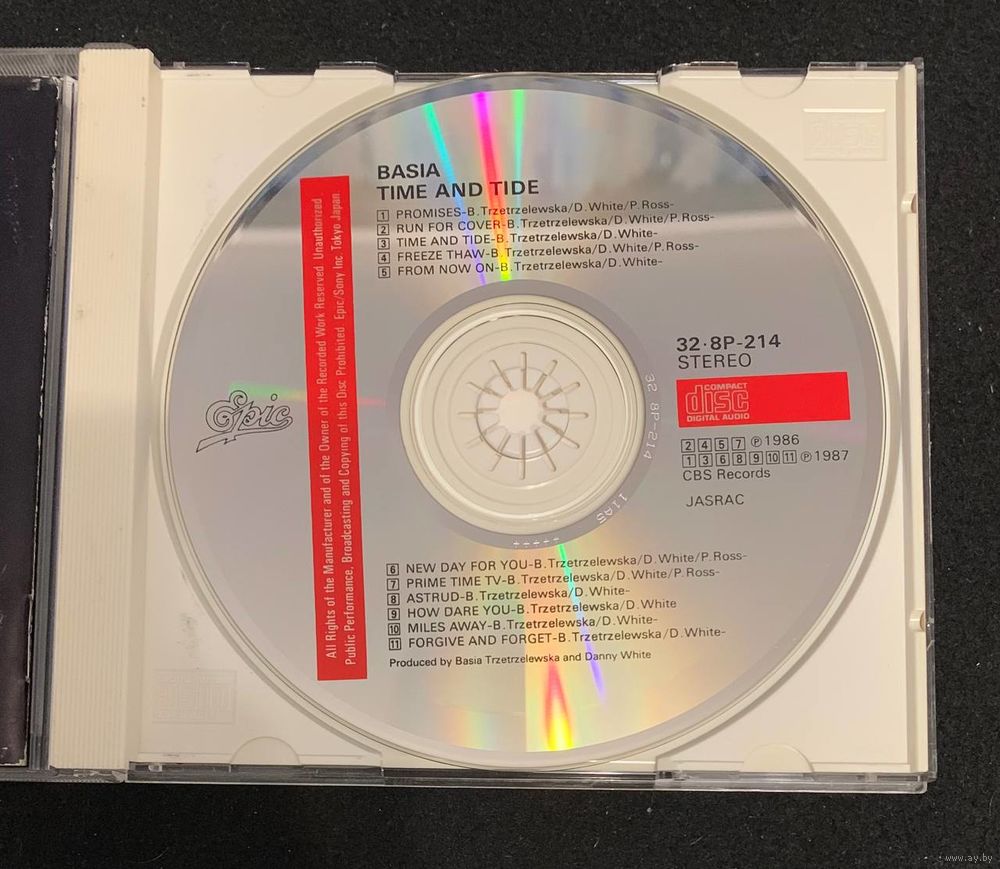 BASIA
TIME AND TIDE
1 PROMISES-B.Trzetrzelewska/D.White/P.Ross-
2 RUN FOR COVER-B.Trzetrzelewska/D.White/P.Ross-
3 TIME AND TIDE-B.Trzetrzelewska/D.White-
4 FREEZE THAW-B.Trzetrzelewska/D.White/P.Ross-
5 FROM NOW ON-B.Trzetrzelewska/D.White-
All Rights of the Manufacturer and of the Owner of the Recorded Work Reserved Unauthorized
Public Performance, Broadcasting and Copying of this Disc Prohibited Epic/Sony Inc. Tokyo Japan.
Epic
32·8P-214
STEREO
COMPACT
disc
DIGITAL AUDIO
2 4 5 7 ℗ 1986
1 3 6 8 9 10 11 ℗ 1987
CBS Records
JASRAC
32 8P-214
11A5
+++++
6 NEW DAY FOR YOU-B.Trzetrzelewska/D.White/P.Ross-
7 PRIME TIME TV-B.Trzetrzelewska/D.White/P.Ross-
8 ASTRUD-B.Trzetrzelewska/D.White-
9 HOW DARE YOU-B.Trzetrzelewska/D.White
10 MILES AWAY-B.Trzetrzelewska/D.White-
11 FORGIVE AND FORGET-B.Trzetrzelewska/D.White-
Produced by Basia Trzetrzelewska and Danny White
www.ay.by